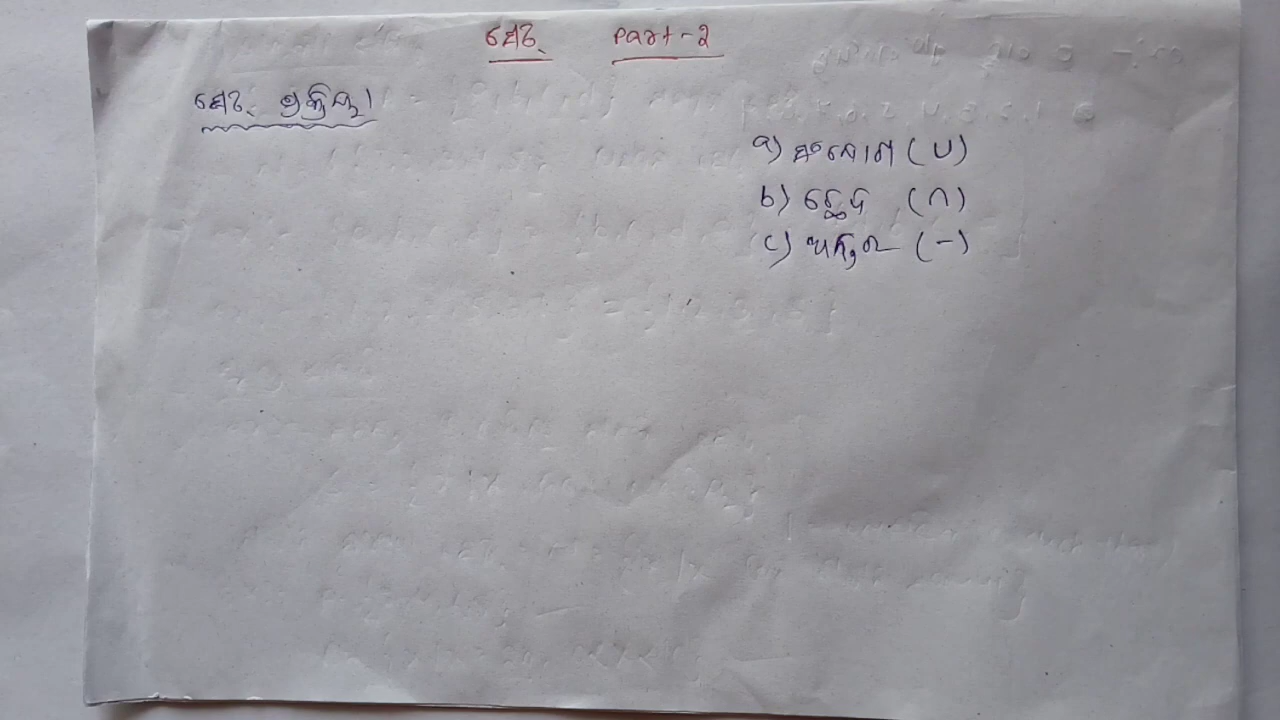 ସେଟ୍ Part-2
ସେଟ୍ ପ୍ରକ୍ରିୟା
a) ସଂଯୋଗ (∪)
b) ଛେଦ (∩)
c) ଅନ୍ତର (-)